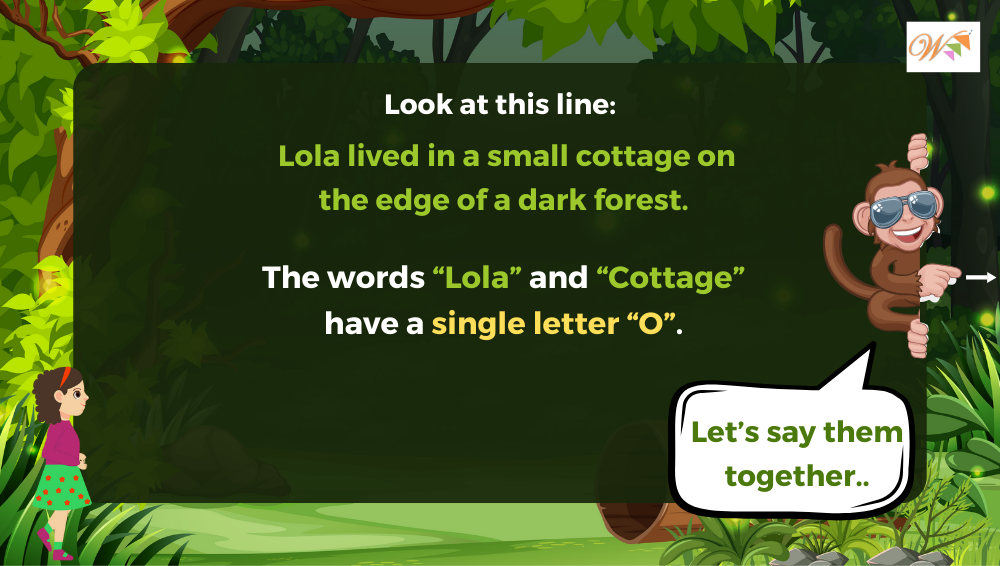 W
Look at this line:
Lola lived in a small cottage on
the edge of a dark forest.
The words “Lola” and “Cottage”
have a single letter “O”.
Let’s say them
together..